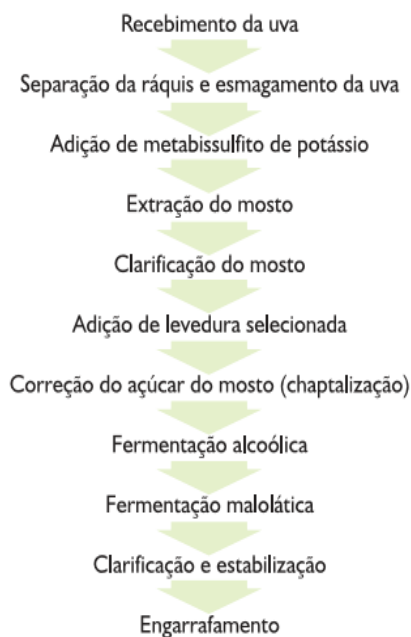 Recebimento da uva
Separação da ráquis e esmagamento da uva
Adição de metabissulfito de potássio
Extração do mosto
Clarificação do mosto
Adição de levedura selecionada
Correção do açúcar do mosto (chaptalização)
Fermentação alcoólica
Fermentação malolática
Clarificação e estabilização
Engarrafamento